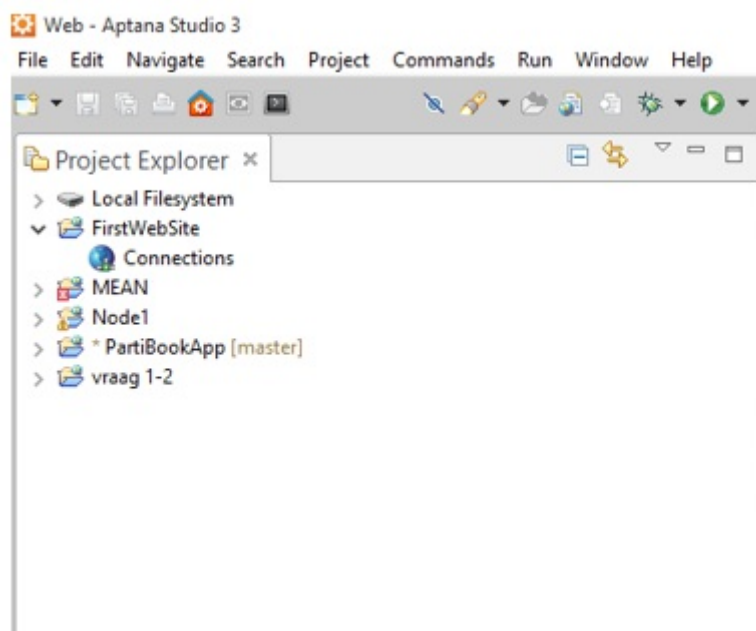 Web - Aptana Studio 3
File Edit Navigate Search Project Commands Run Window Help
Project Explorer
Local Filesystem
FirstWebSite
Connections
MEAN
Node1
* PartiBookApp [master]
vraag 1-2